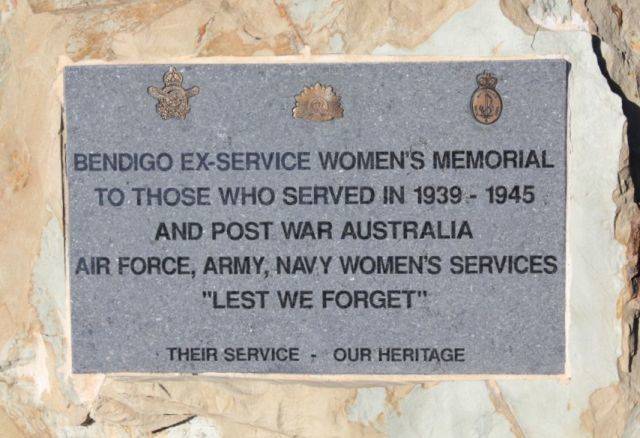 BENDIGO EX-SERVICE WOMEN'S MEMORIAL
TO THOSE WHO SERVED IN 1939 - 1945
AND POST WAR AUSTRALIA
AIR FORCE, ARMY, NAVY WOMEN'S SERVICES
"LEST WE FORGET"
THEIR SERVICE - OUR HERITAGE